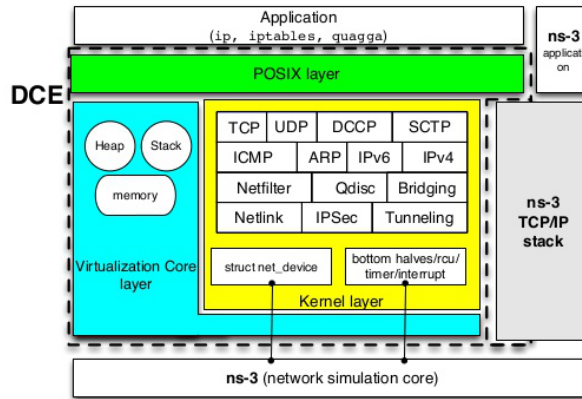 Application
(ip, iptables, quagga)
ns-3
applicati
on
DCE
POSIX layer
Heap
Stack
memory
Virtualization Core
layer
TCP UDP DCCP SCTP
ICMP ARP IPv6 IPv4
Netfilter Qdisc Bridging
Netlink IPSec Tunneling
struct net_device
bottom halves/rcu/
timer/interrupt
Kernel layer
ns-3
TCP/IP
stack
ns-3 (network simulation core)